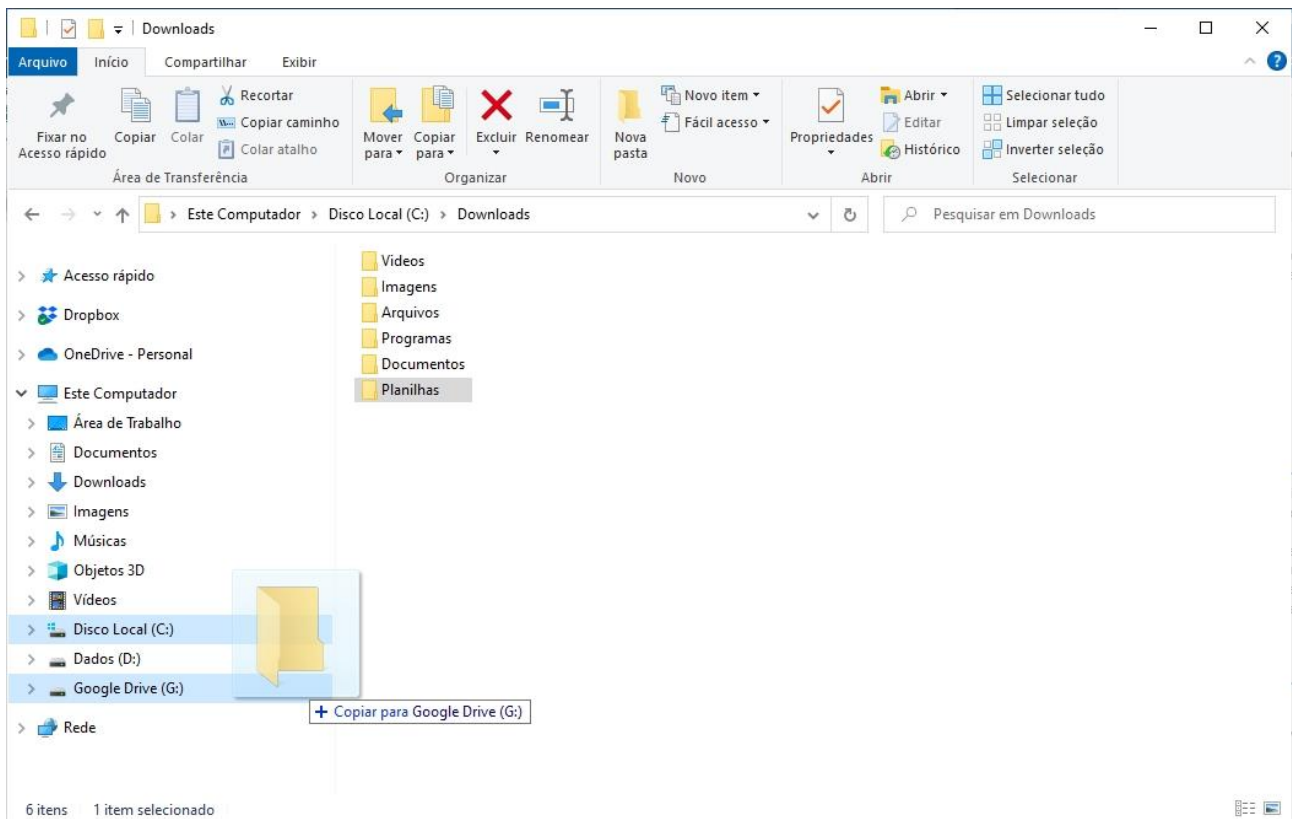 Downloads
Arquivo Início Compartilhar Exibir
Fixar no Acesso rápido
Copiar
Colar
Recortar
Copiar caminho
Colar atalho
Área de Transferência
Mover para
Copiar para
Excluir
Renomear
Organizar
Nova pasta
Novo item
Fácil acesso
Novo
Propriedades
Abrir
Editar
Histórico
Abrir
Selecionar tudo
Limpar seleção
Inverter seleção
Selecionar
Este Computador > Disco Local (C:) > Downloads
Pesquisar em Downloads
Acesso rápido
Dropbox
OneDrive - Personal
Este Computador
Área de Trabalho
Documentos
Downloads
Imagens
Músicas
Objetos 3D
Vídeos
Disco Local (C:)
Dados (D:)
Google Drive (G:)
Rede
Videos
Imagens
Arquivos
Programas
Documentos
Planilhas
+ Copiar para Google Drive (G:)
6 itens 1 item selecionado